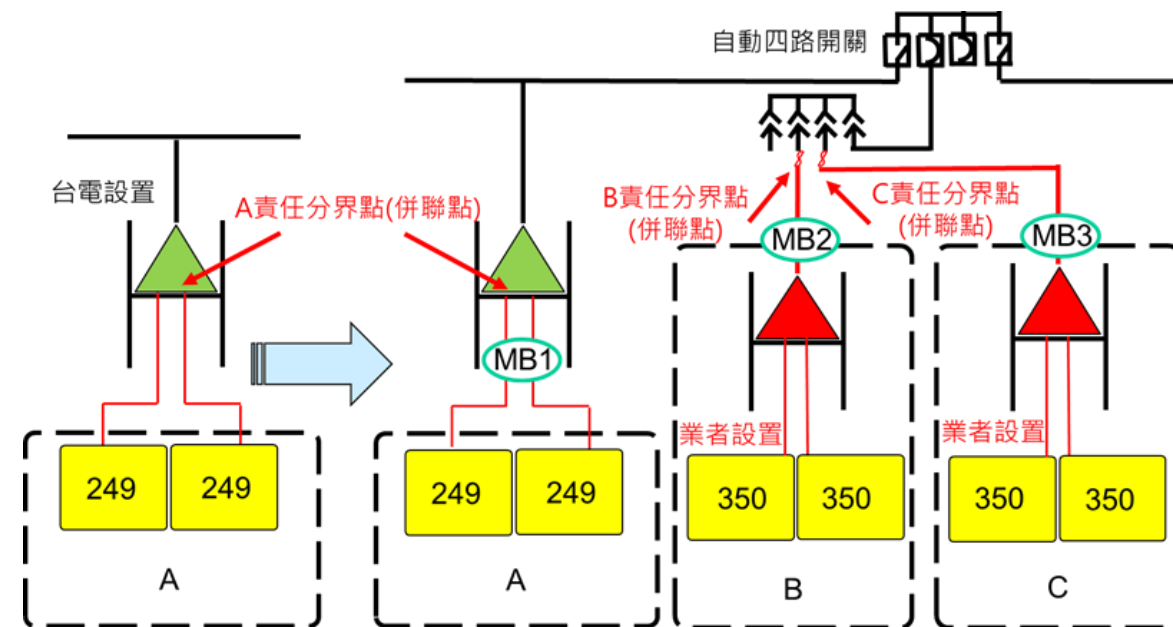 自動四路開關
台電設置
A責任分界點(併聯點)
B責任分界點
(併聯點)
C責任分界點
(併聯點)
MB1
MB2
MB3
業者設置
業者設置
249
249
249
249
350
350
350
350
A
A
B
C